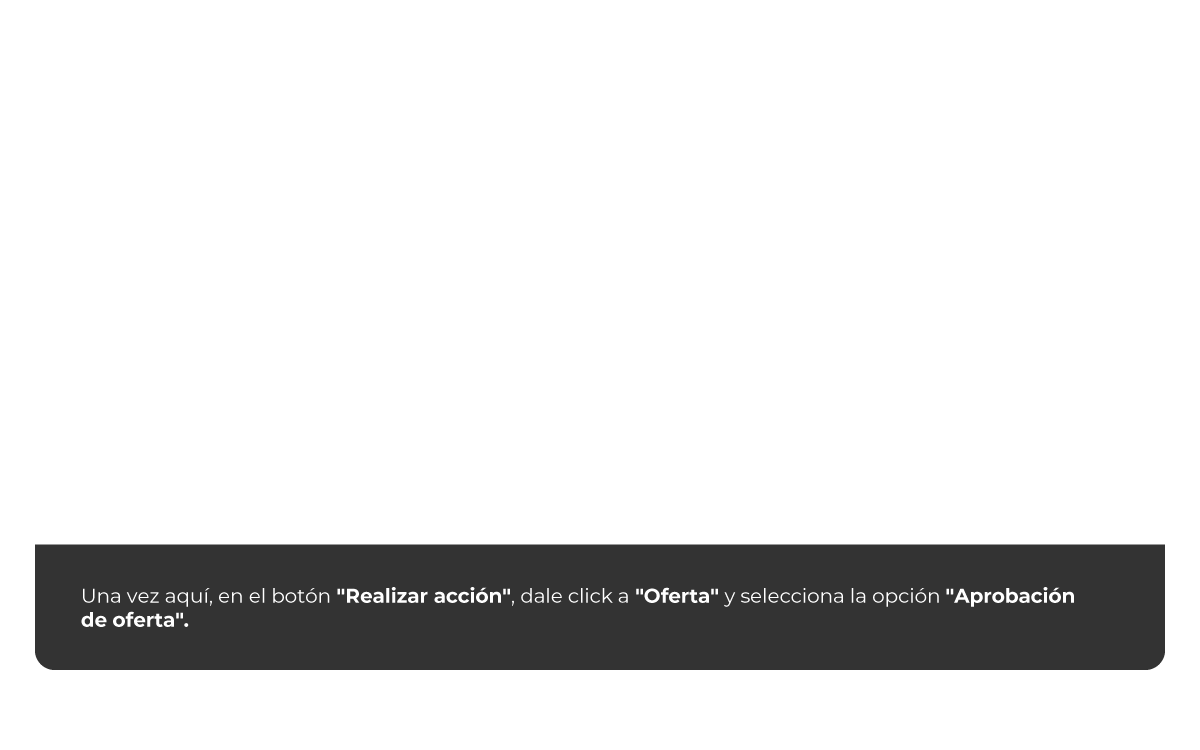 Una vez aquí, en el botón "Realizar acción", dale click a "Oferta" y selecciona la opción "Aprobación
de oferta".